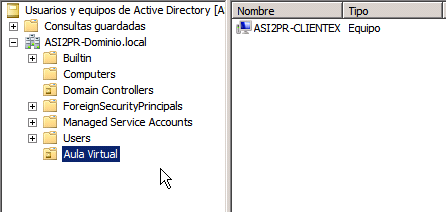 Usuarios y equipos de Active Directory [A
Consultas guardadas
ASI2PR-Dominio.local
Builtin
Computers
Domain Controllers
ForeignSecurityPrincipals
Managed Service Accounts
Users
Aula Virtual
Nombre Tipo
ASI2PR-CLIENTEX Equipo